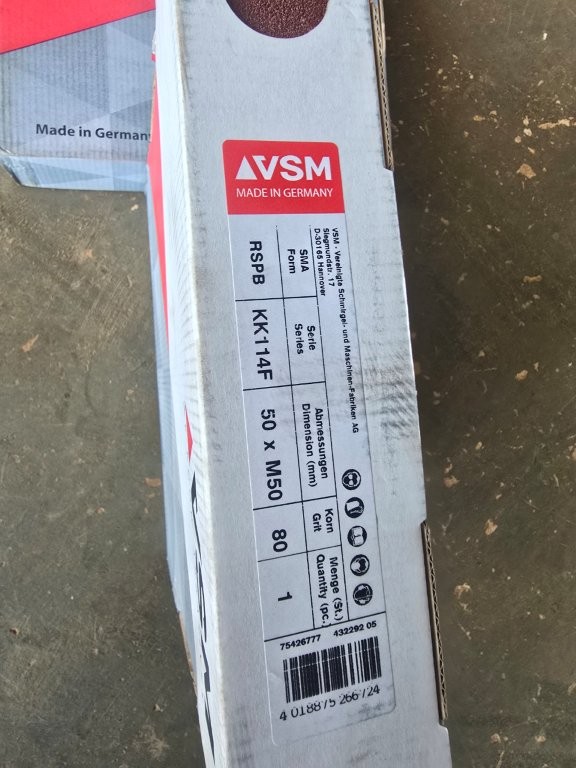 Made in Germany
VSM
MADE IN GERMANY
VSM · Vereinigte Schmirgel- und Maschinen-Fabriken AG
Siegmundstr. 17
D-30165 Hannover
SMA
Form
RSPB
Serie
Series
KK114F
Abmessungen
Dimension (mm)
50 x M50
Korn
Grit
80
Menge (St.)
Quantity (pc.)
1
75426777 432292 05
4 018875 266724